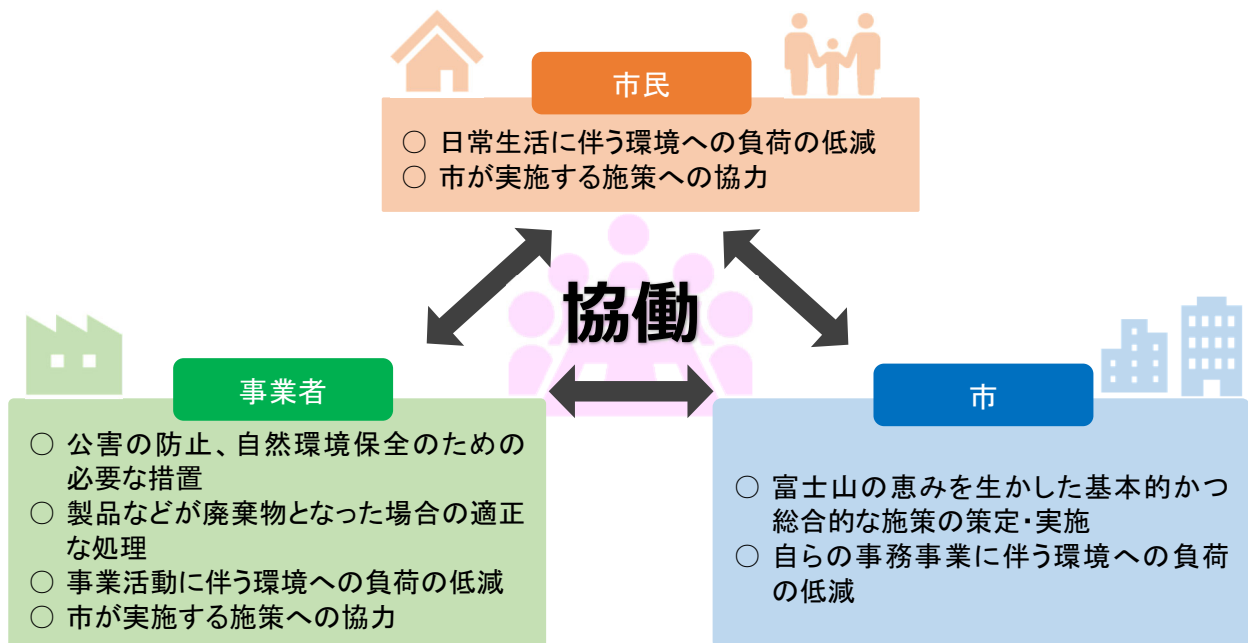 市民
○ 日常生活に伴う環境への負荷の低減
○ 市が実施する施策への協力
協働
事業者
○ 公害の防止、自然環境保全のための
必要な措置
○ 製品などが廃棄物となった場合の適正
な処理
○ 事業活動に伴う環境への負荷の低減
○ 市が実施する施策への協力
市
○ 富士山の恵みを生かした基本的かつ
総合的な施策の策定・実施
○ 自らの事務事業に伴う環境への負荷
の低減